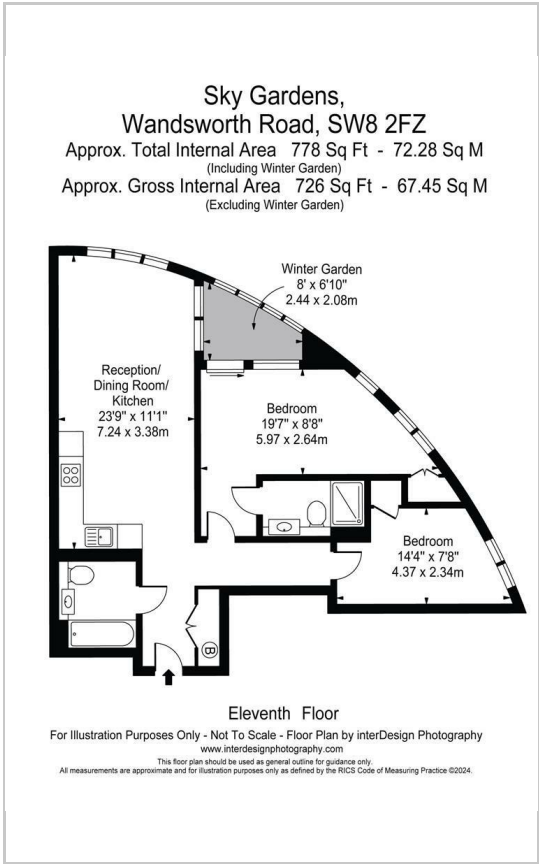 Sky Gardens,
Wandsworth Road, SW8 2FZ
Approx. Total Internal Area 778 Sq Ft - 72.28 Sq M
(Including Winter Garden)
Approx. Gross Internal Area 726 Sq Ft - 67.45 Sq M
(Excluding Winter Garden)
Winter Garden
8' x 6'10"
2.44 x 2.08m
Reception/
Dining Room/
Kitchen
23'9" x 11'1"
7.24 x 3.38m
Bedroom
19'7" x 8'8"
5.97 x 2.64m
Bedroom
14'4" x 7'8"
4.37 x 2.34m
B
Eleventh Floor
For Illustration Purposes Only - Not To Scale - Floor Plan by interDesign Photography
www.interdesignphotography.com
This floor plan should be used as general outline for guidance only.
All measurements are approximate and for illustration purposes only as defined by the RICS Code of Measuring Practice ©2024.